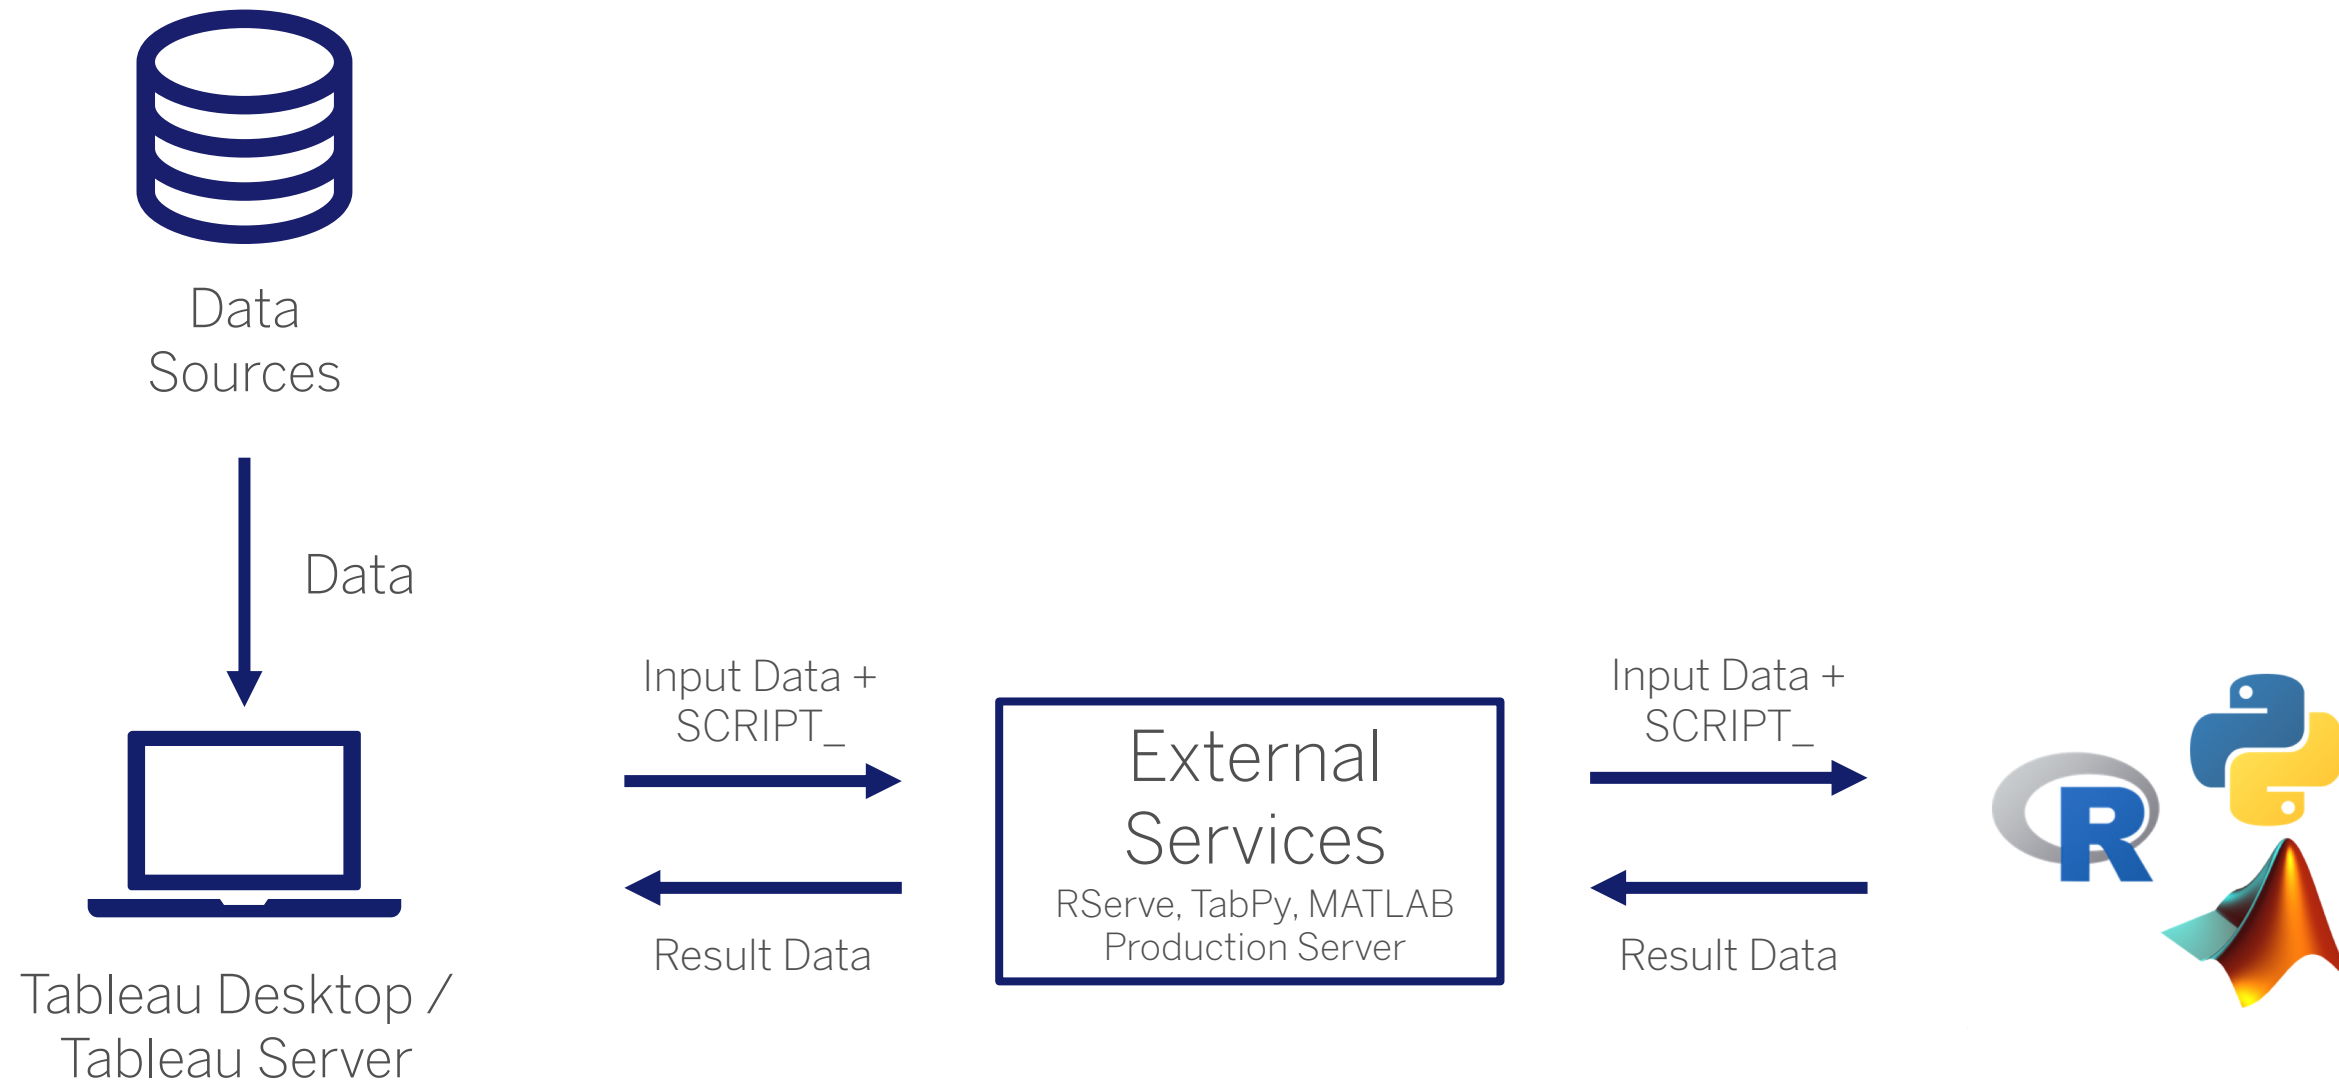 Data
Sources
Data
Input Data +
SCRIPT_
Result Data
Tableau Desktop /
Tableau Server
External
Services
RServe, TabPy, MATLAB
Production Server
Input Data +
SCRIPT_
Result Data
R